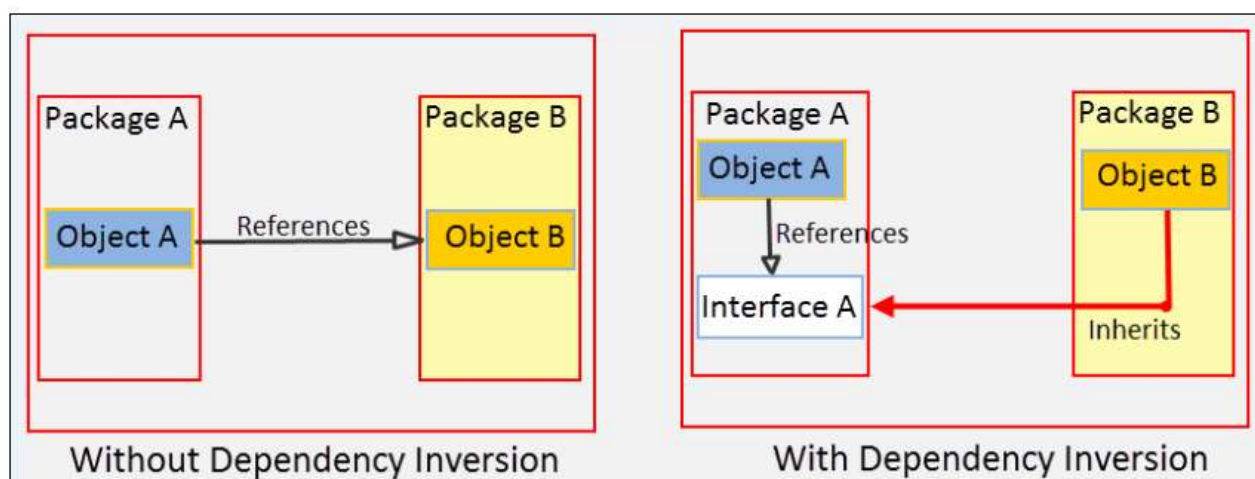 Package A
Package B
Object A
References
Object B
Without Dependency Inversion
Package A
Package B
Object A
Object B
References
Interface A
Inherits
With Dependency Inversion